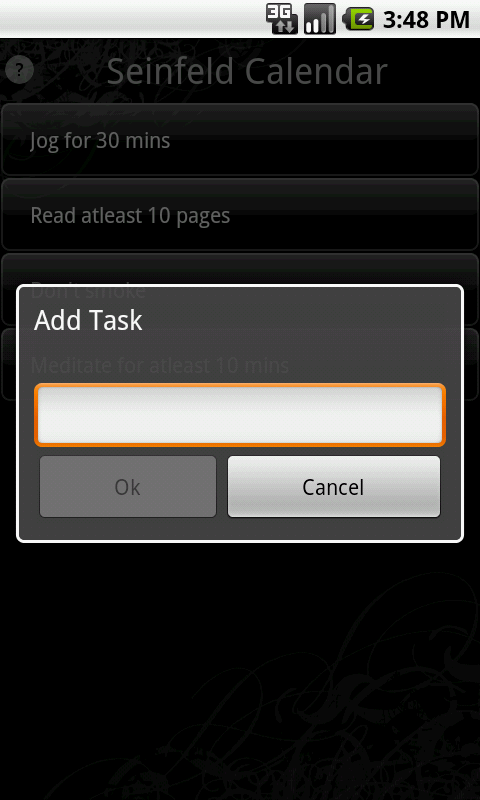 3G
3:48 PM
?
Seinfeld Calendar
Jog for 30 mins
Read atleast 10 pages
Don't smoke
Add Task
Meditate for atleast 10 mins
Ok
Cancel